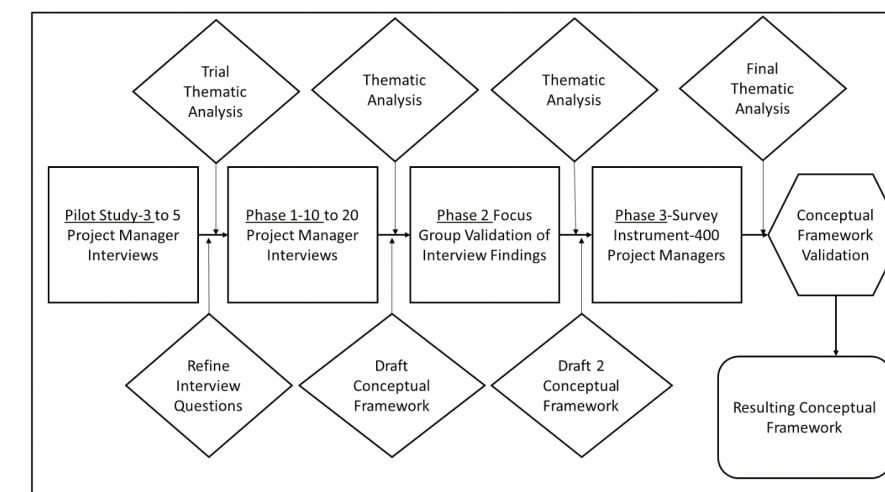 Trial
Thematic
Analysis
Thematic
Analysis
Thematic
Analysis
Final
Thematic
Analysis
Pilot Study-3 to 5
Project Manager
Interviews
Phase 1-10 to 20
Project Manager
Interviews
Phase 2 Focus
Group Validation of
Interview Findings
Phase 3-Survey
Instrument-400
Project Managers
Conceptual
Framework
Validation
Refine
Interview
Questions
Draft
Conceptual
Framework
Draft 2
Conceptual
Framework
Resulting Conceptual
Framework